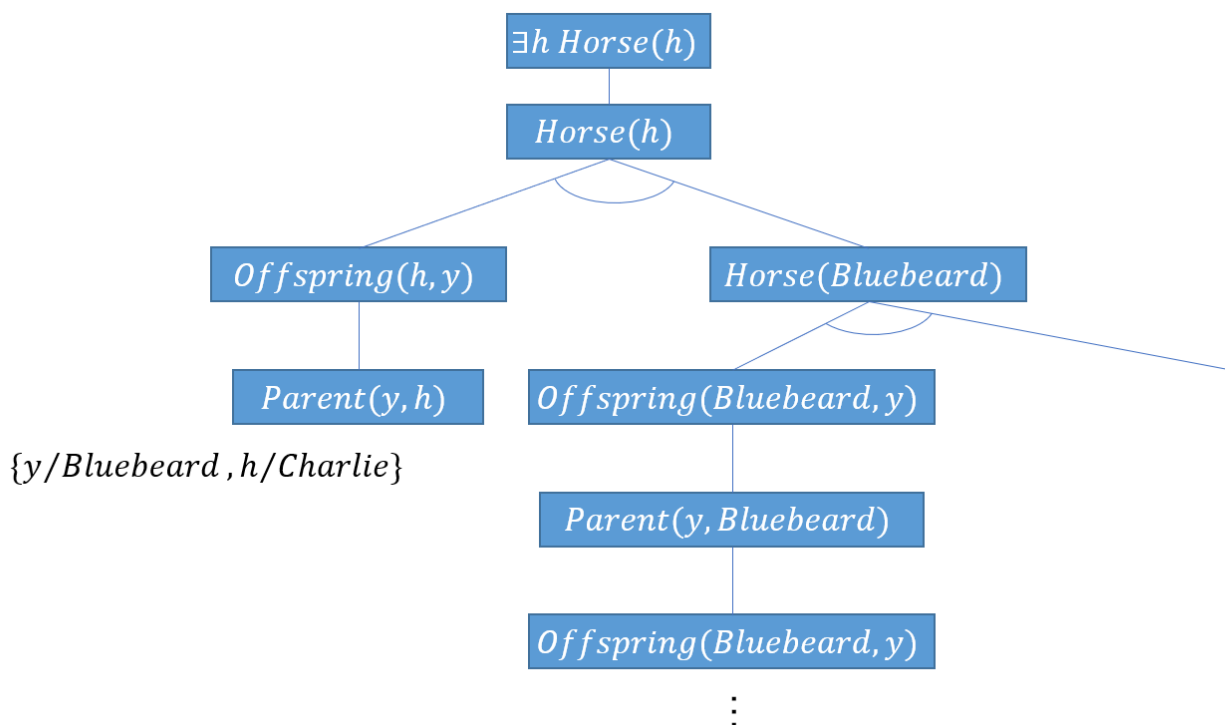 ∃h Horse(h)
Horse(h)
Offspring(h, y)
Horse(Bluebeard)
Parent(y, h)
Offspring(Bluebeard, y)
{y/Bluebeard , h/Charlie}
Parent(y, Bluebeard)
Offspring(Bluebeard, y)
⋮